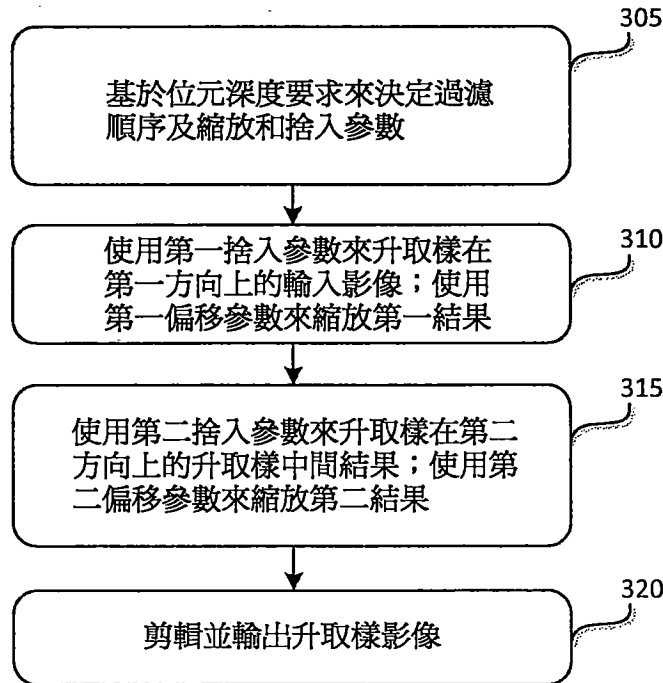 305
基於位元深度要求來決定過濾
順序及縮放和捨入參數
310
使用第一捨入參數來升取樣在
第一方向上的輸入影像；使用
第一偏移參數來縮放第一結果
315
使用第二捨入參數來升取樣在第二
方向上的升取樣中間結果；使用第
二偏移參數來縮放第二結果
320
剪輯並輸出升取樣影像